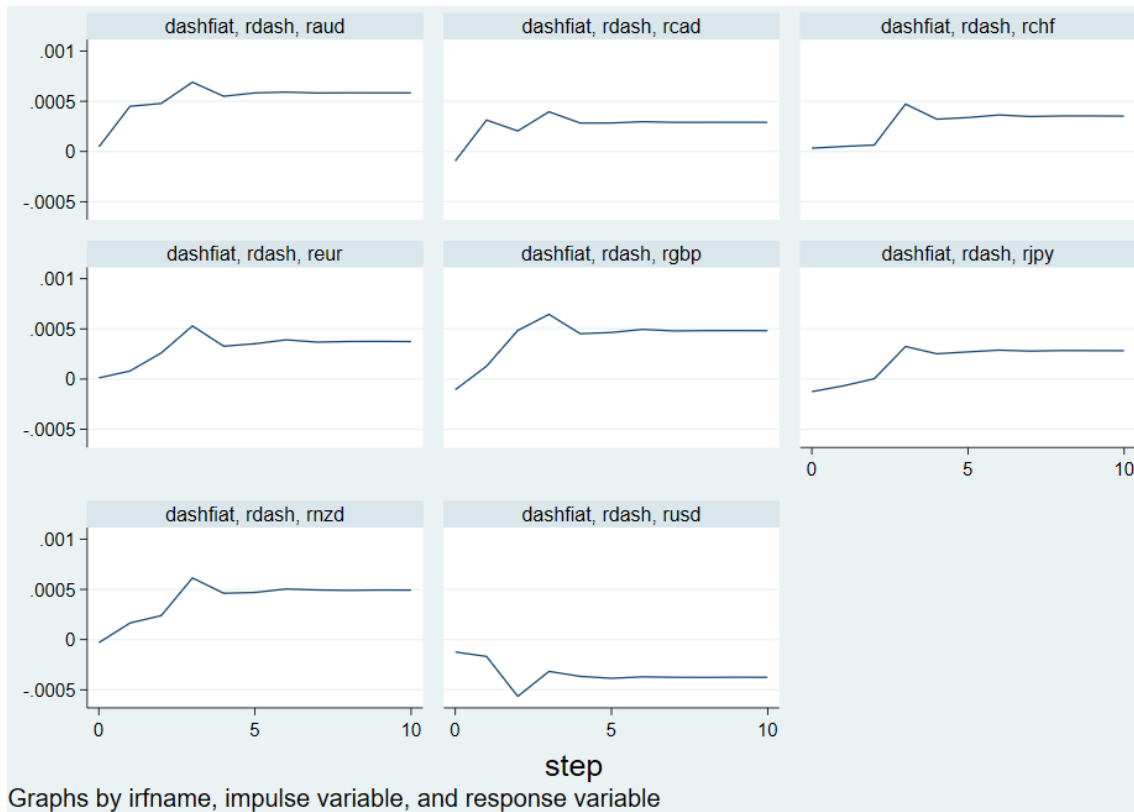 dashfiat, rdash, raud
dashfiat, rdash, rcad
dashfiat, rdash, rchf
.001
.0005
0
-.0005
dashfiat, rdash, reur
dashfiat, rdash, rgbp
dashfiat, rdash, rjpy
.001
.0005
0
-.0005
0
5
10
dashfiat, rdash, rnzd
dashfiat, rdash, rusd
.001
.0005
0
-.0005
0
5
10
0
5
10
step
Graphs by irfname, impulse variable, and response variable